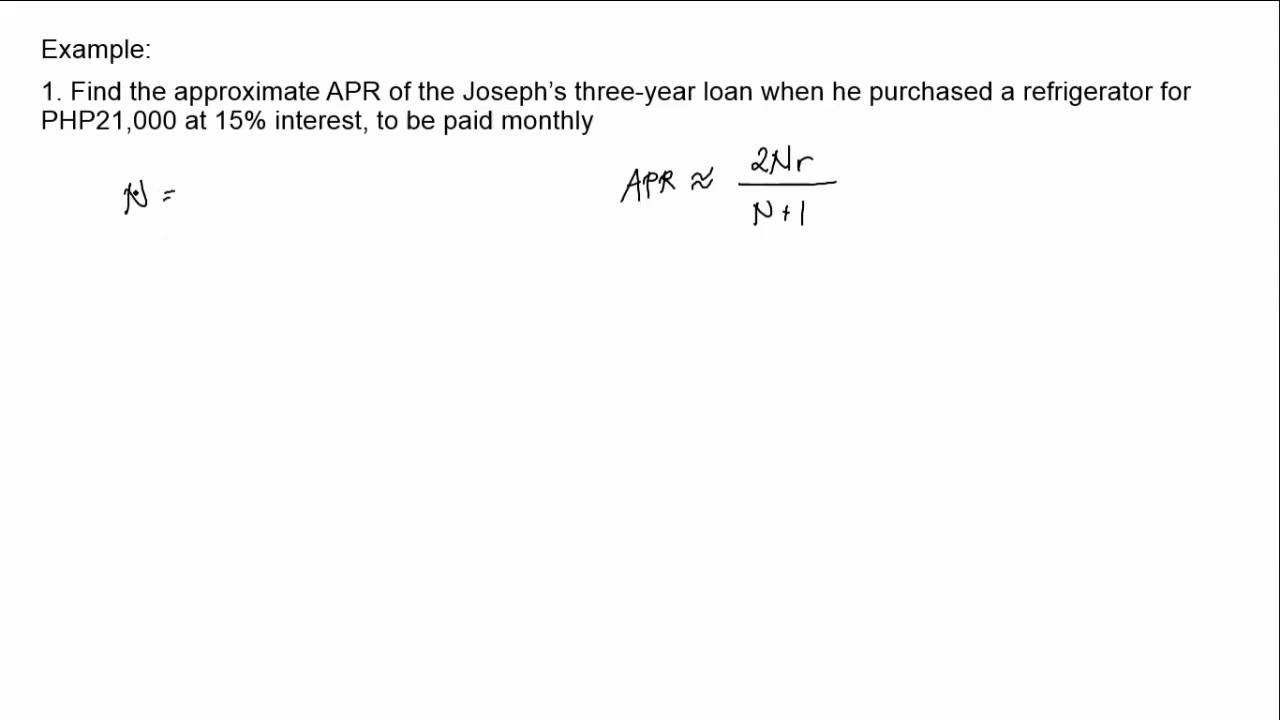 Example:
1. Find the approximate APR of the Joseph's three-year loan when he purchased a refrigerator for
PHP21,000 at 15% interest, to be paid monthly
N =
APR ≈ 2Nr
N + 1